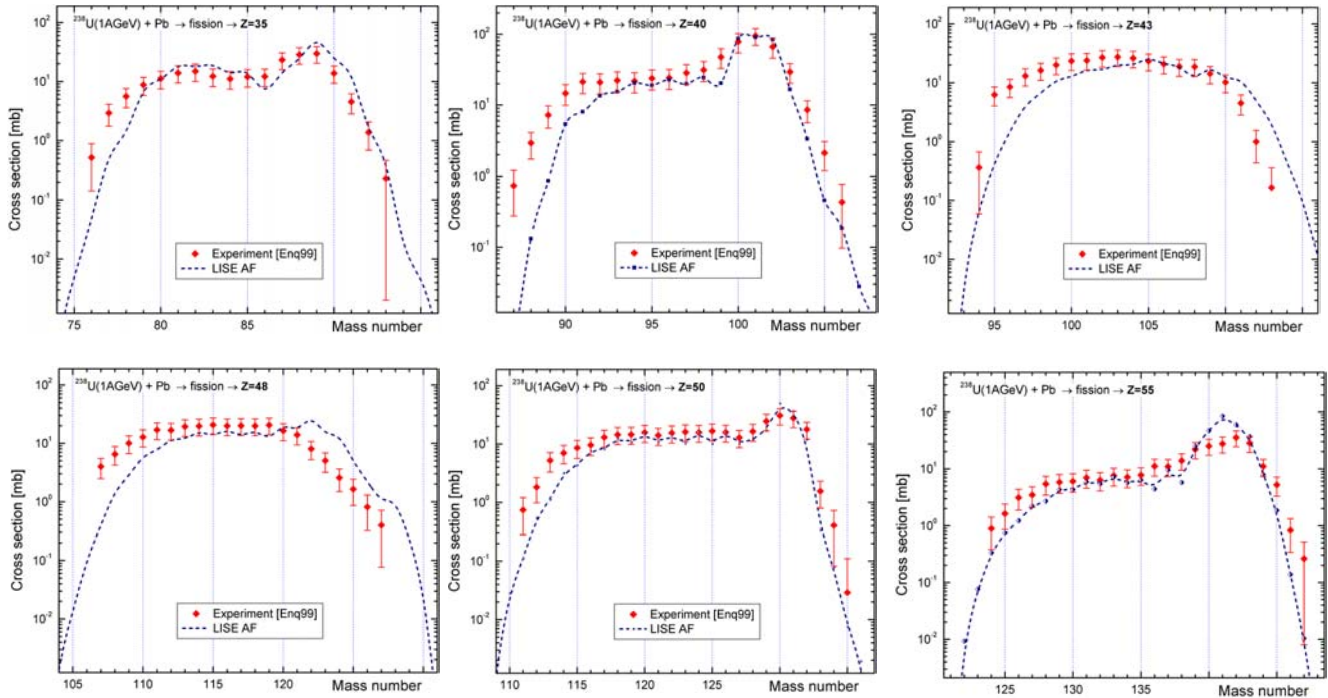 ²³⁸U(1AGeV) + Pb → fission → Z=35
10²
10¹
10⁰
10⁻¹
10⁻²
Cross section [mb]
Experiment [Enq99]
LISE AF
75 80 85 Mass number
²³⁸U(1AGeV) + Pb → fission → Z=40
10²
10¹
10⁰
10⁻¹
Cross section [mb]
Experiment [Enq99]
LISE AF
90 95 100 Mass number
²³⁸U(1AGeV) + Pb → fission → Z=43
10²
10¹
10⁰
10⁻¹
10⁻²
Cross section [mb]
Experiment [Enq99]
LISE AF
95 100 105 Mass number
²³⁸U(1AGeV) + Pb → fission → Z=48
10²
10¹
10⁰
10⁻¹
10⁻²
Cross section [mb]
Experiment [Enq99]
LISE AF
105 110 115 120 Mass number
²³⁸U(1AGeV) + Pb → fission → Z=50
10²
10¹
10⁰
10⁻¹
10⁻²
Cross section [mb]
Experiment [Enq99]
LISE AF
110 115 120 125 Mass number
²³⁸U(1AGeV) + Pb → fission → Z=55
10²
10¹
10⁰
10⁻¹
10⁻²
Cross section [mb]
Experiment [Enq99]
LISE AF
125 130 135 Mass number